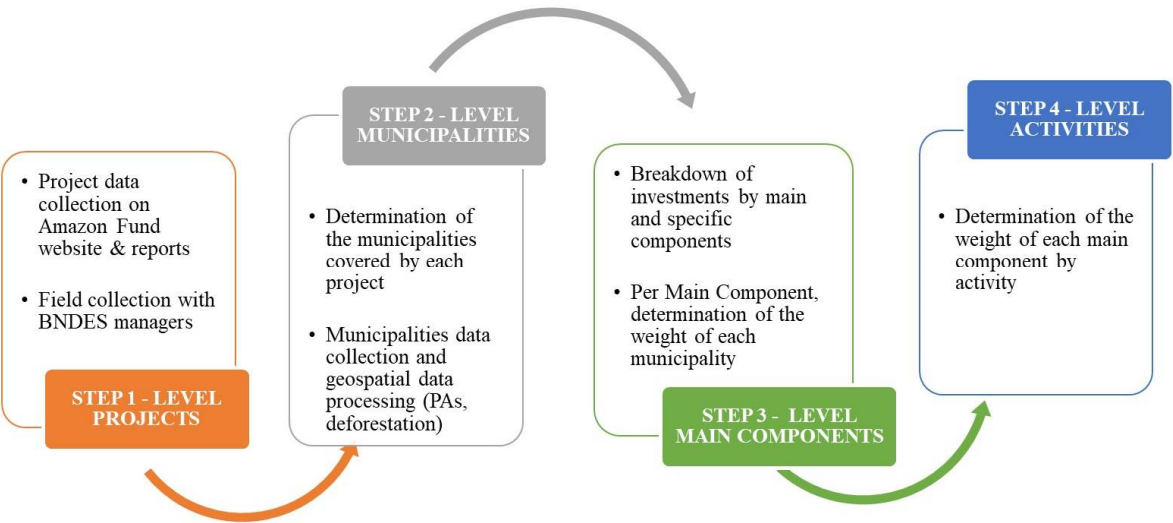 • Project data
collection on
Amazon Fund
website & reports
• Field collection with
BNDES managers
STEP 1 - LEVEL
PROJECTS
STEP 2 - LEVEL
MUNICIPALITIES
• Determination of
the municipalities
covered by each
project
• Municipalities data
collection and
geospatial data
processing (PAs,
deforestation)
• Breakdown of
investments by main
and specific
components
• Per Main Component,
determination of the
weight of each
municipality
STEP 3 - LEVEL
MAIN COMPONENTS
STEP 4 - LEVEL
ACTIVITIES
• Determination of the
weight of each main
component by
activity